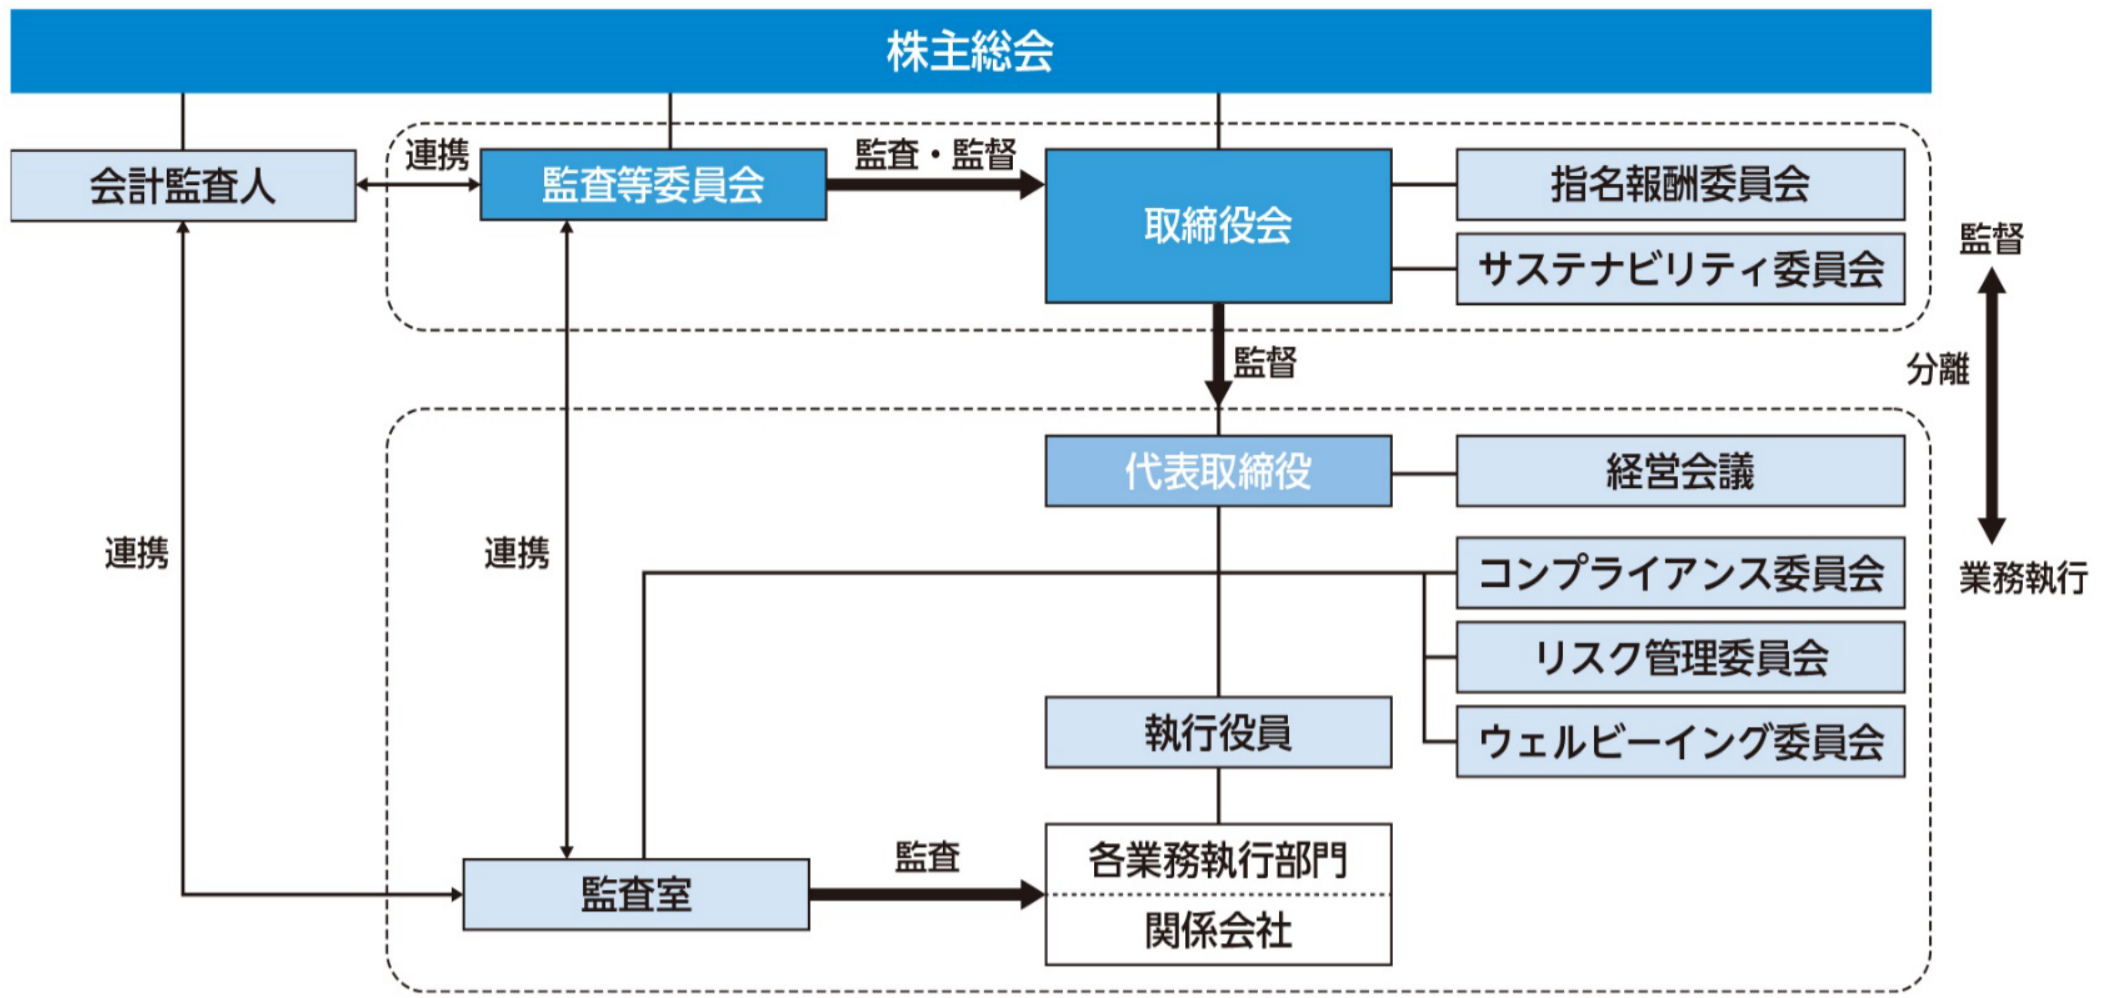 株主総会
会計監査人
連携
監査等委員会
監査・監督
取締役会
指名報酬委員会
サステナビリティ委員会
監督
分離
業務執行
監督
代表取締役
経営会議
連携
連携
コンプライアンス委員会
リスク管理委員会
ウェルビーイング委員会
執行役員
監査室
監査
各業務執行部門
関係会社